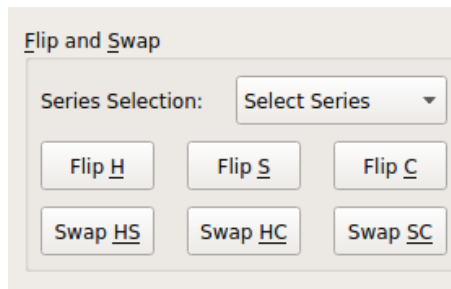 Flip and Swap
Series Selection: Select Series
Flip H Flip S Flip C
Swap HS Swap HC Swap SC